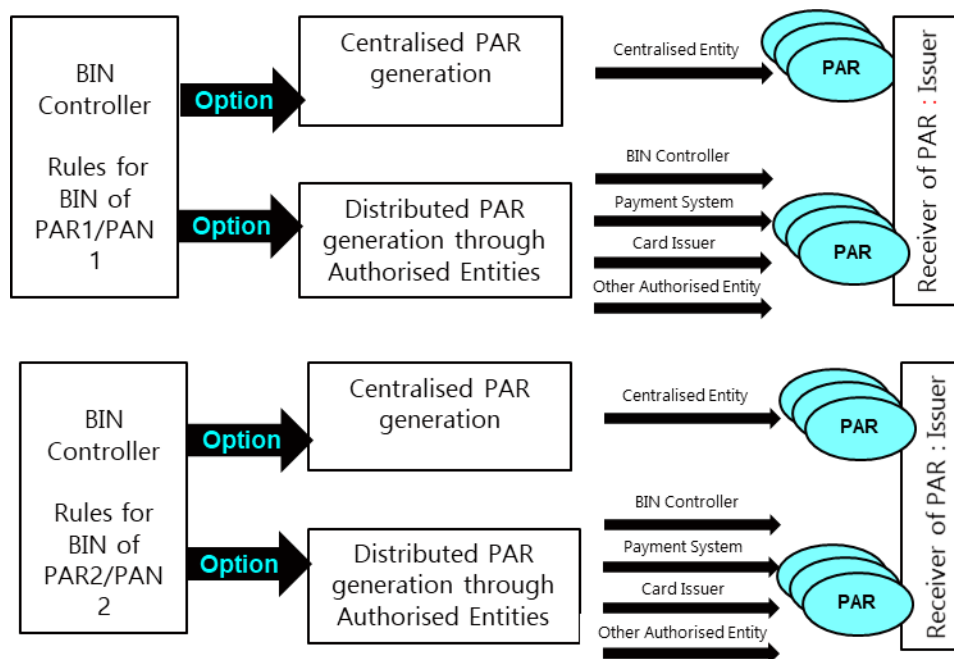 BIN
Controller
Rules for
BIN of
PAR1/PAN
1
Option
Centralised PAR
generation
Centralised Entity
PAR
Option
Distributed PAR
generation through
Authorised Entities
BIN Controller
Payment System
Card Issuer
Other Authorised Entity
PAR
Receiver of PAR : Issuer
BIN
Controller
Rules for
BIN of
PAR2/PAN
2
Option
Centralised PAR
generation
Centralised Entity
PAR
Option
Distributed PAR
generation through
Authorised Entities
BIN Controller
Payment System
Card Issuer
Other Authorised Entity
PAR
Receiver of PAR : Issuer